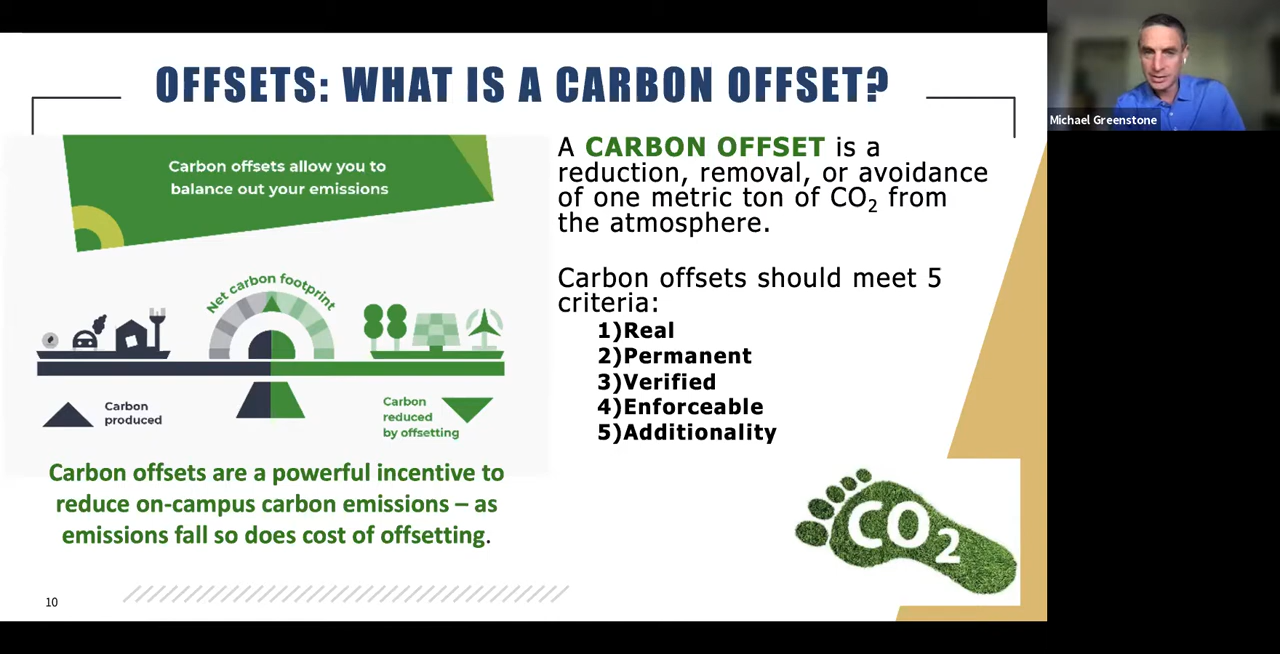 OFFSETS: WHAT IS A CARBON OFFSET?
Michael Greenstone
Carbon offsets allow you to
balance out your emissions
Net carbon footprint
Carbon
produced
Carbon
reduced
by offsetting
Carbon offsets are a powerful incentive to
reduce on-campus carbon emissions – as
emissions fall so does cost of offsetting.
A CARBON OFFSET is a
reduction, removal, or avoidance
of one metric ton of CO₂ from
the atmosphere.
Carbon offsets should meet 5
criteria:
1)Real
2)Permanent
3)Verified
4)Enforceable
5)Additionality
CO₂
10